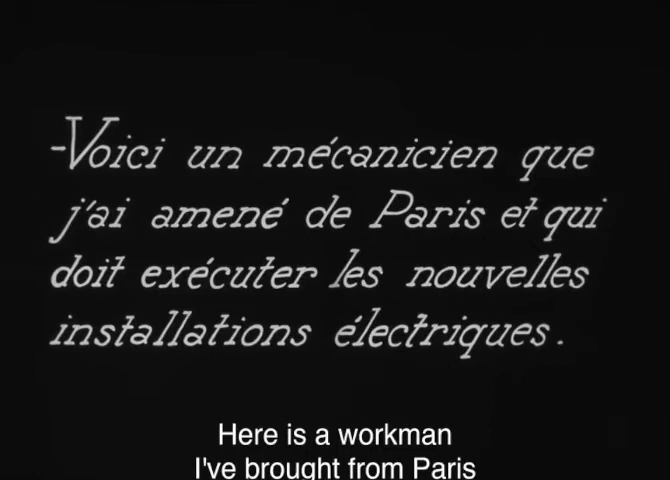 -Voici un mécanicien que
j'ai amené de Paris et qui
doit exécuter les nouvelles
installations électriques.
Here is a workman
I've brought from Paris